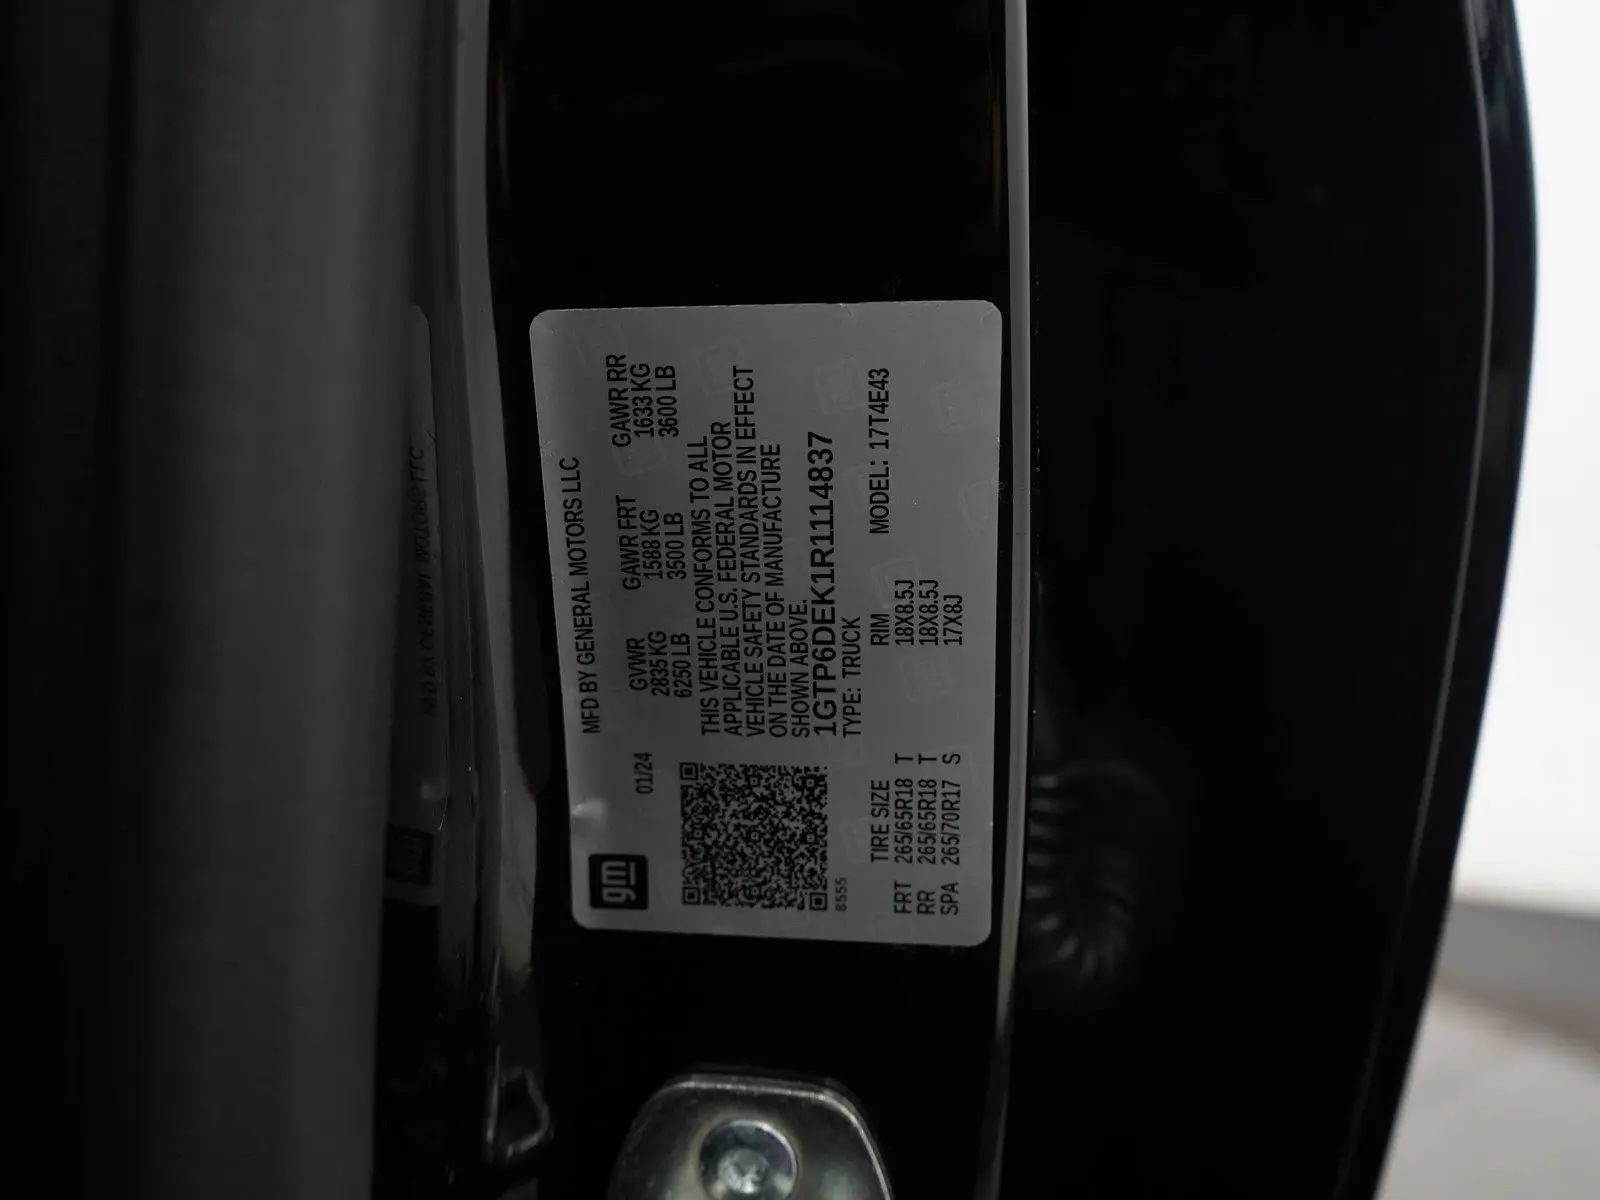 MFD BY GENERAL MOTORS LLC
01/24
GVWR GAWR FRT GAWR RR
2835 KG 1588 KG 1633 KG
6250 LB 3500 LB 3600 LB
THIS VEHICLE CONFORMS TO ALL
APPLICABLE U.S. FEDERAL MOTOR
VEHICLE SAFETY STANDARDS IN EFFECT
ON THE DATE OF MANUFACTURE
SHOWN ABOVE.
1GTP6DEK1R1114837
TYPE: TRUCK MODEL: 17T4E43
gm
8555
TIRE SIZE RIM
FRT 265/65R18 T 18X8.5J
RR 265/65R18 T 18X8.5J
SPA 265/70R17 S 17X8J